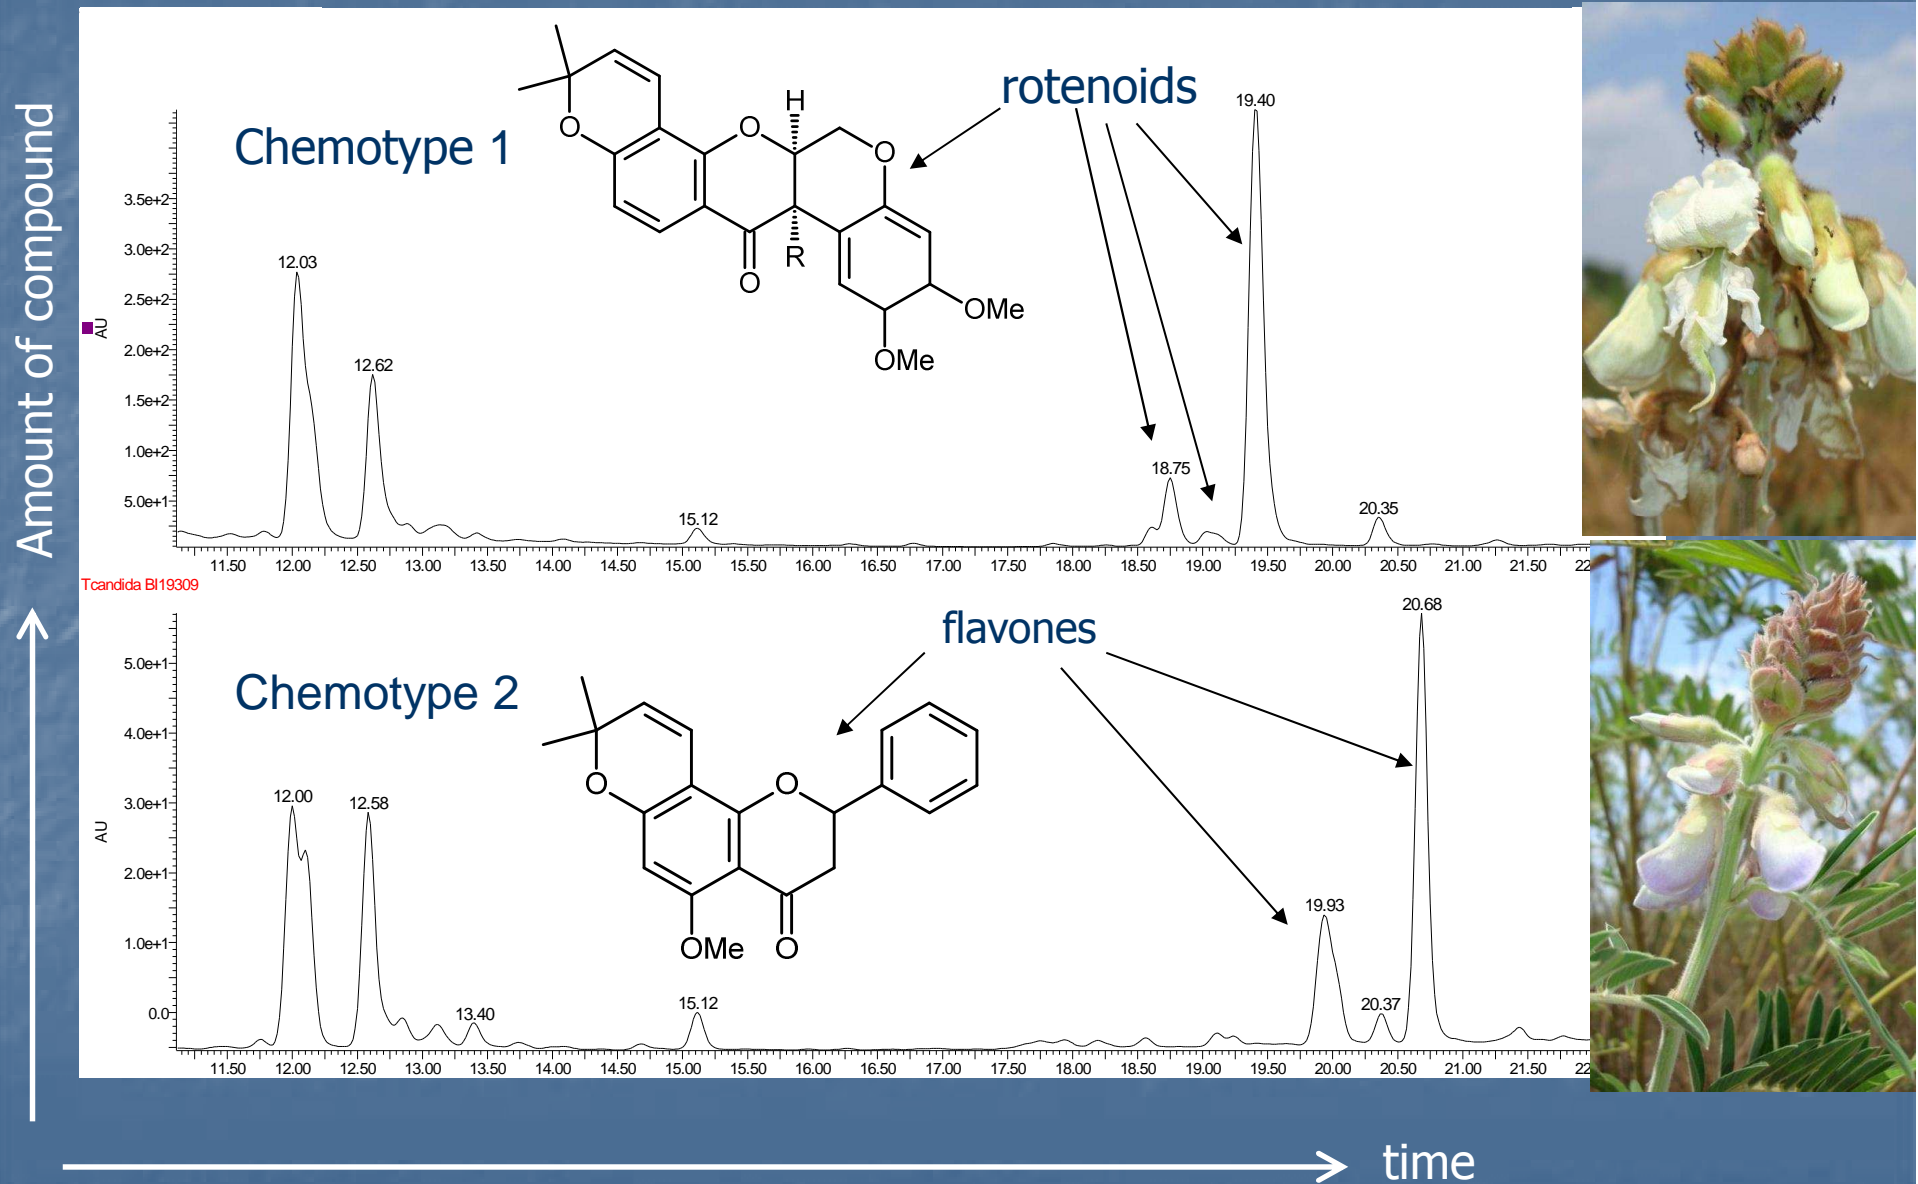 Amount of compound
time
Chemotype 1
rotenoids
H
O
O
O
O
R
OMe
OMe
AU
3.5e+2
3.0e+2
2.5e+2
2.0e+2
1.5e+2
1.0e+2
5.0e+1
12.03
12.62
15.12
18.75
19.40
20.35
11.50 12.00 12.50 13.00 13.50 14.00 14.50 15.00 15.50 16.00 16.50 17.00 17.50 18.00 18.50 19.00 19.50 20.00 20.50 21.00 21.50 22
Tcandida BI19309
Chemotype 2
flavones
O
O
OMe
O
AU
5.0e+1
4.0e+1
3.0e+1
2.0e+1
1.0e+1
0.0
12.00
12.58
13.40
15.12
19.93
20.37
20.68
11.50 12.00 12.50 13.00 13.50 14.00 14.50 15.00 15.50 16.00 16.50 17.00 17.50 18.00 18.50 19.00 19.50 20.00 20.50 21.00 21.50 22